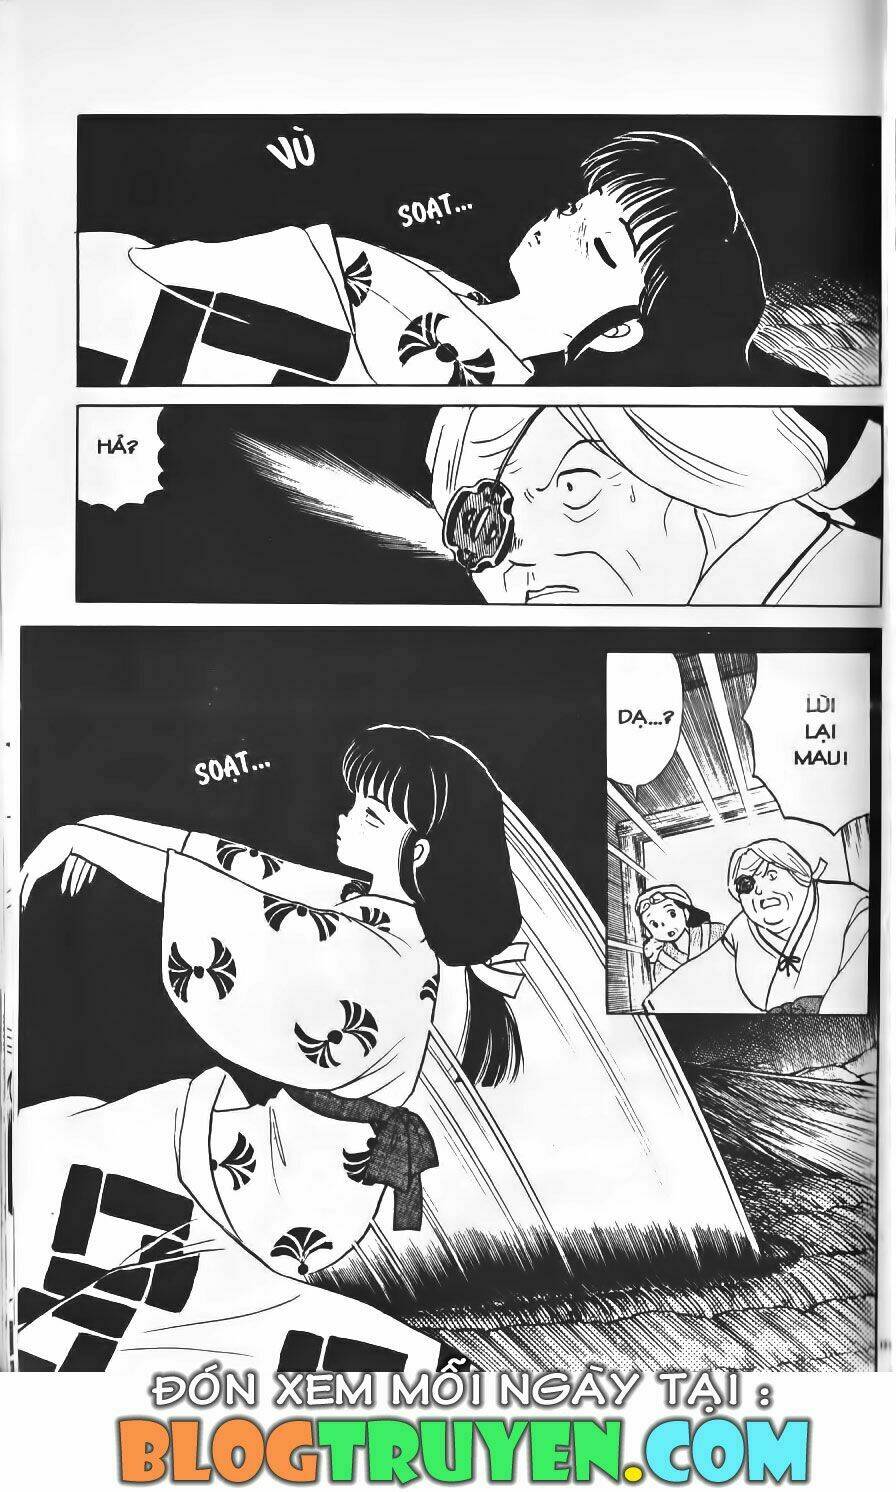 VÙ
SOẠT...
HẢ?
LÙI
LẠI
MAU!
DẠ...?
SOẠT...
ĐÓN XEM MỖI NGÀY TẠI :
BLOGTRUYEN.COM